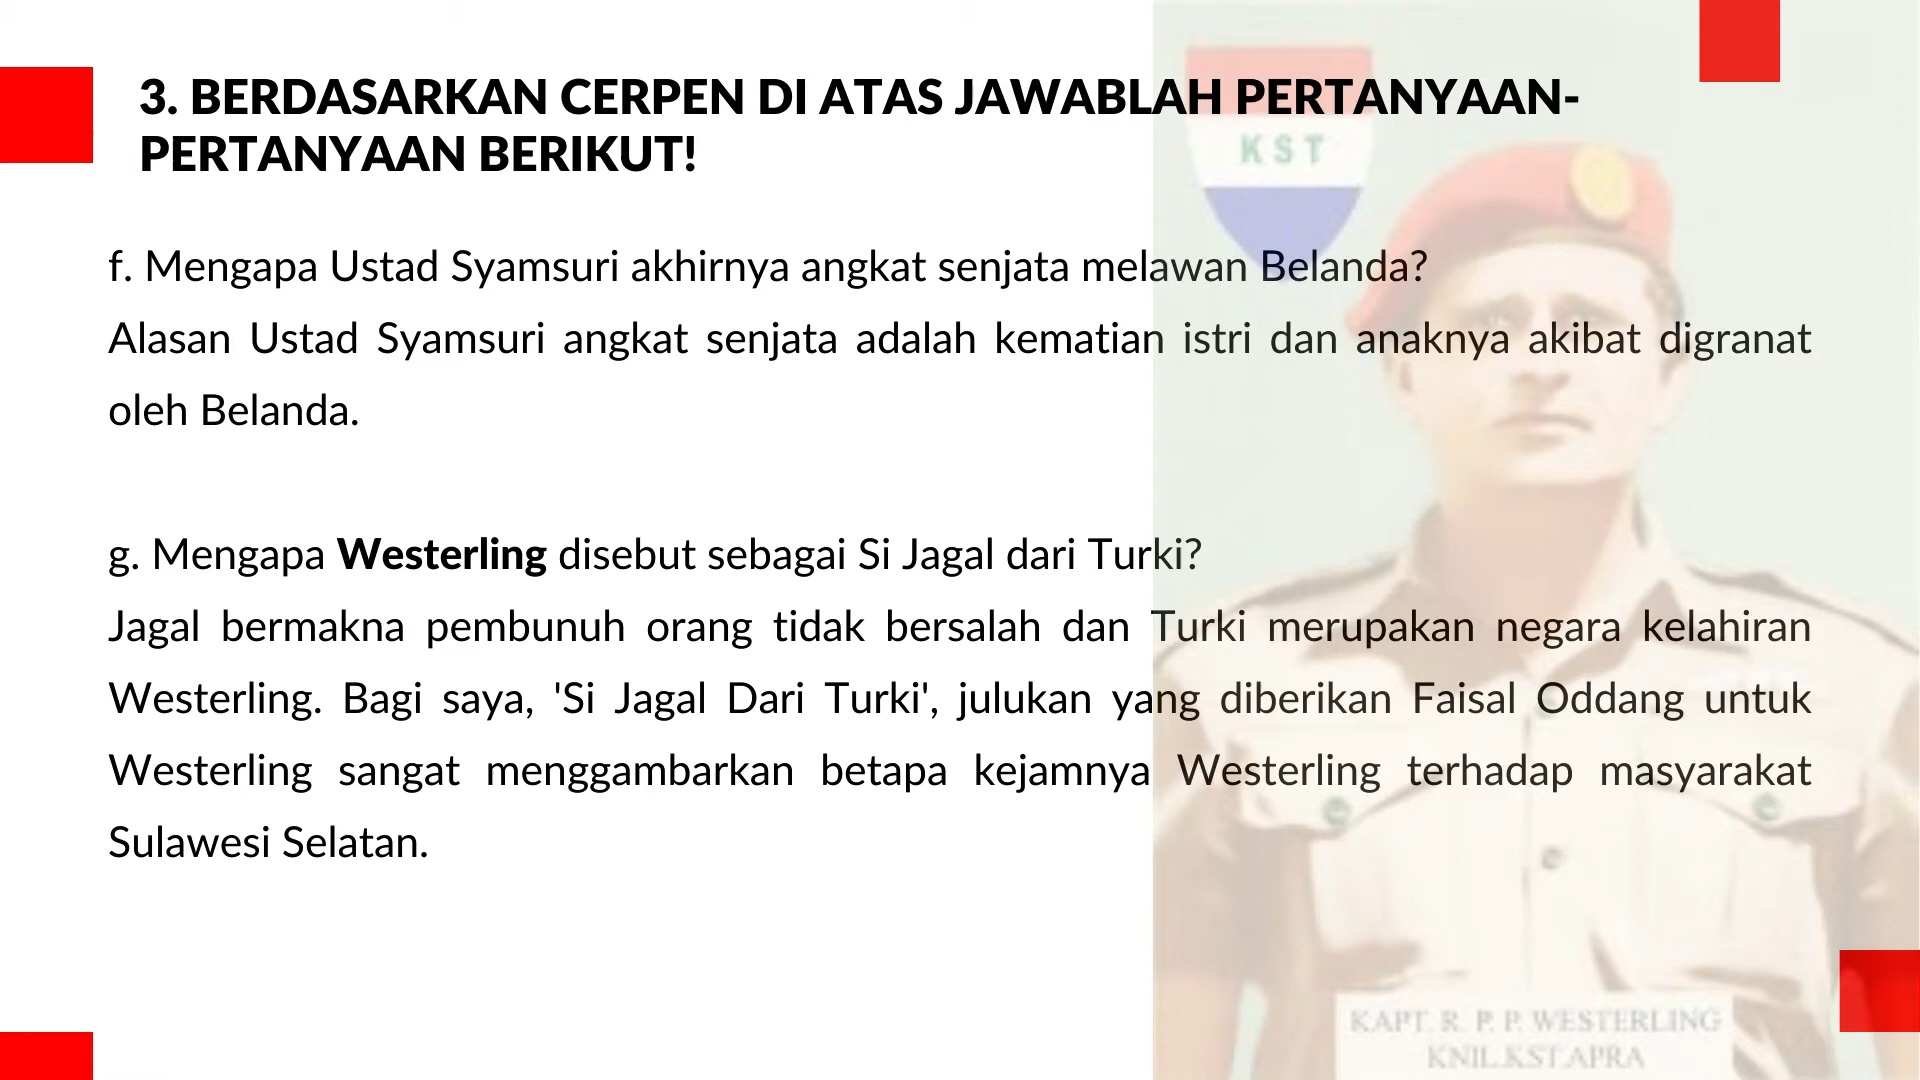 3. BERDASARKAN CERPEN DI ATAS JAWABLAH PERTANYAAN-
PERTANYAAN BERIKUT!
KST
f. Mengapa Ustad Syamsuri akhirnya angkat senjata melawan Belanda?
Alasan Ustad Syamsuri angkat senjata adalah kematian istri dan anaknya akibat digranat
oleh Belanda.
g. Mengapa Westerling disebut sebagai Si Jagal dari Turki?
Jagal bermakna pembunuh orang tidak bersalah dan Turki merupakan negara kelahiran
Westerling. Bagi saya, 'Si Jagal Dari Turki', julukan yang diberikan Faisal Oddang untuk
Westerling sangat menggambarkan betapa kejamnya Westerling terhadap masyarakat
Sulawesi Selatan.
KAPT. R. P. P. WESTERLING
KNIL.KST.APRA